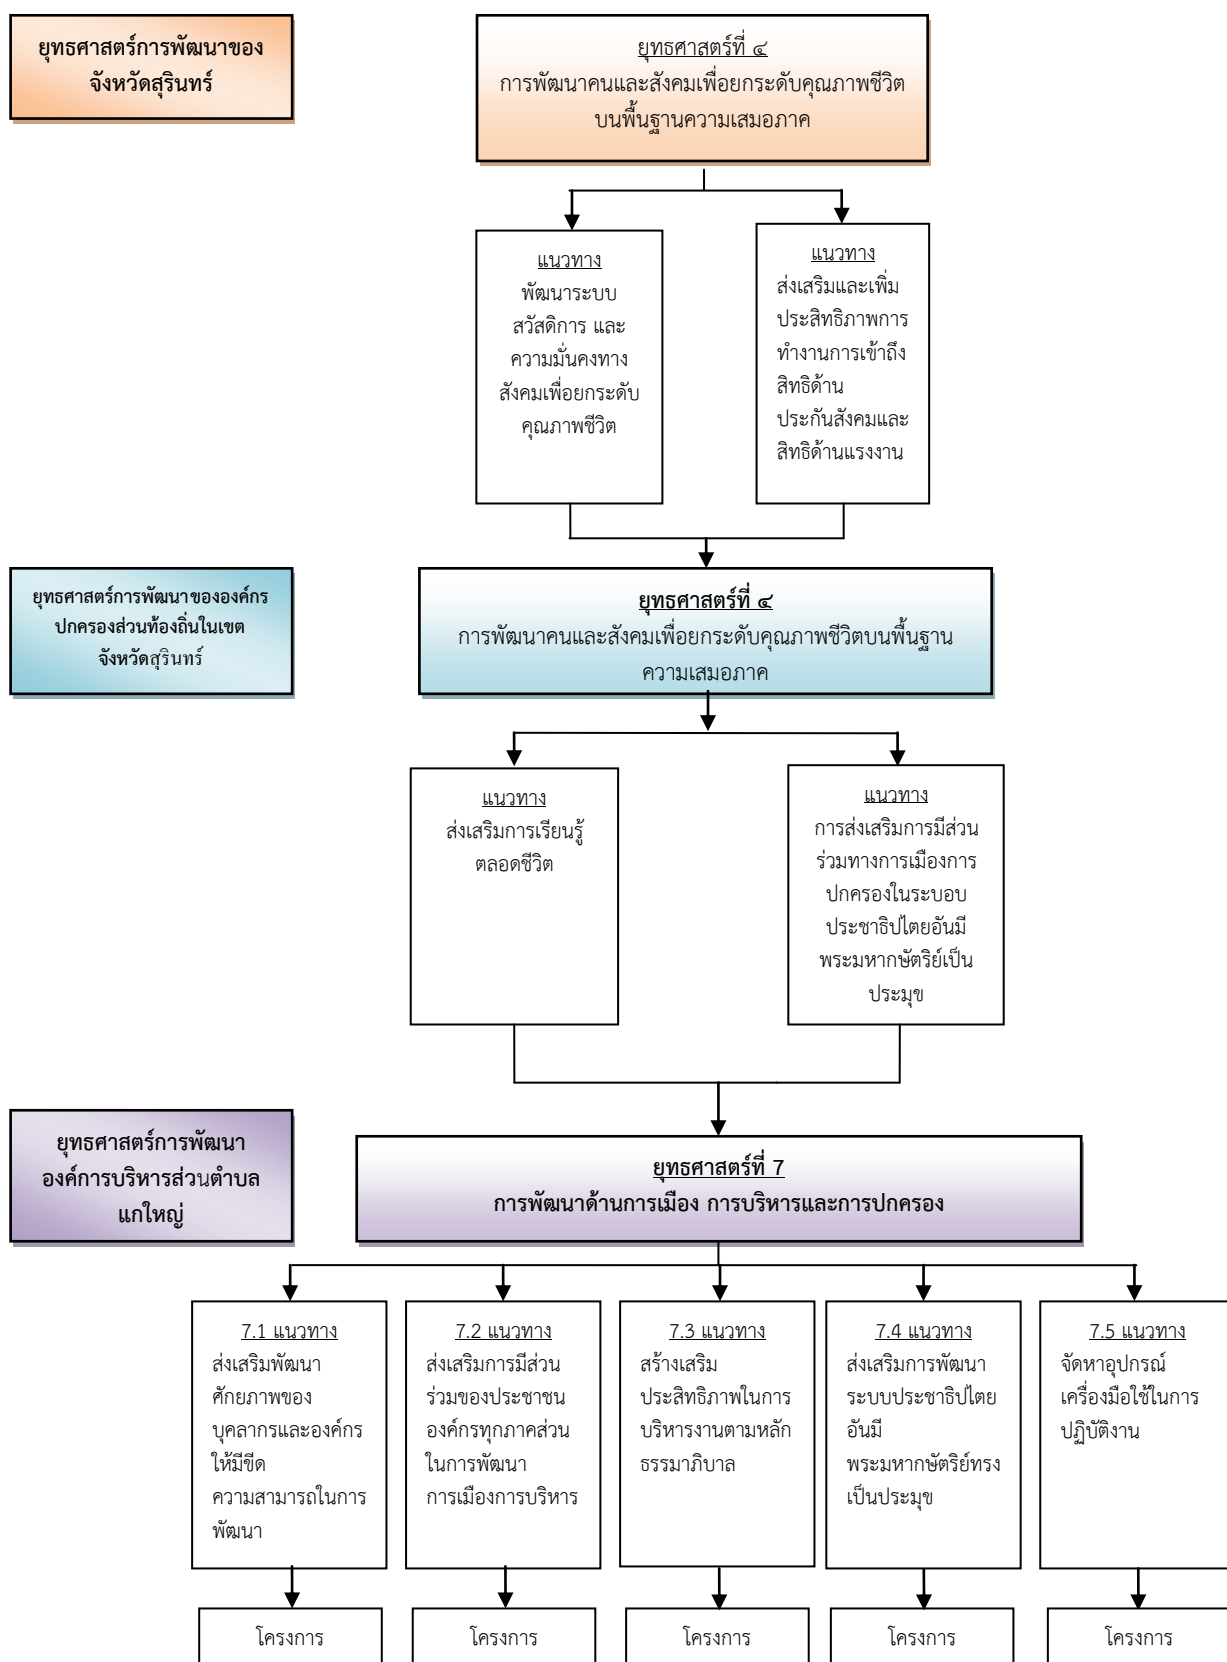 ยุทธศาสตร์การพัฒนาของ
จังหวัดสุรินทร์
ยุทธศาสตร์ที่ ๔
การพัฒนาคนและสังคมเพื่อยกระดับคุณภาพชีวิต
บนพื้นฐานความเสมอภาค
แนวทาง
พัฒนาระบบ
สวัสดิการ และ
ความมั่นคงทาง
สังคมเพื่อยกระดับ
คุณภาพชีวิต
แนวทาง
ส่งเสริมและเพิ่ม
ประสิทธิภาพการ
ทำงานการเข้าถึง
สิทธิด้าน
ประกันสังคมและ
สิทธิด้านแรงงาน
ยุทธศาสตร์การพัฒนาขององค์กร
ปกครองส่วนท้องถิ่นในเขต
จังหวัดสุรินทร์
ยุทธศาสตร์ที่ ๔
การพัฒนาคนและสังคมเพื่อยกระดับคุณภาพชีวิตบนพื้นฐาน
ความเสมอภาค
แนวทาง
ส่งเสริมการเรียนรู้
ตลอดชีวิต
แนวทาง
การส่งเสริมการมีส่วน
ร่วมทางการเมืองการ
ปกครองในระบอบ
ประชาธิปไตยอันมี
พระมหากษัตริย์เป็น
ประมุข
ยุทธศาสตร์การพัฒนา
องค์การบริหารส่วนตำบล
แกใหญ่
ยุทธศาสตร์ที่ 7
การพัฒนาด้านการเมือง การบริหารและการปกครอง
7.1 แนวทาง
ส่งเสริมพัฒนา
ศักยภาพของ
บุคลากรและองค์กร
ให้มีขีด
ความสามารถในการ
พัฒนา
7.2 แนวทาง
ส่งเสริมการมีส่วน
ร่วมของประชาชน
องค์กรทุกภาคส่วน
ในการพัฒนา
การเมืองการบริหาร
7.3 แนวทาง
สร้างเสริม
ประสิทธิภาพในการ
บริหารงานตามหลัก
ธรรมาภิบาล
7.4 แนวทาง
ส่งเสริมการพัฒนา
ระบบประชาธิปไตย
อันมี
พระมหากษัตริย์ทรง
เป็นประมุข
7.5 แนวทาง
จัดหาอุปกรณ์
เครื่องมือใช้ในการ
ปฏิบัติงาน
โครงการ
โครงการ
โครงการ
โครงการ
โครงการ